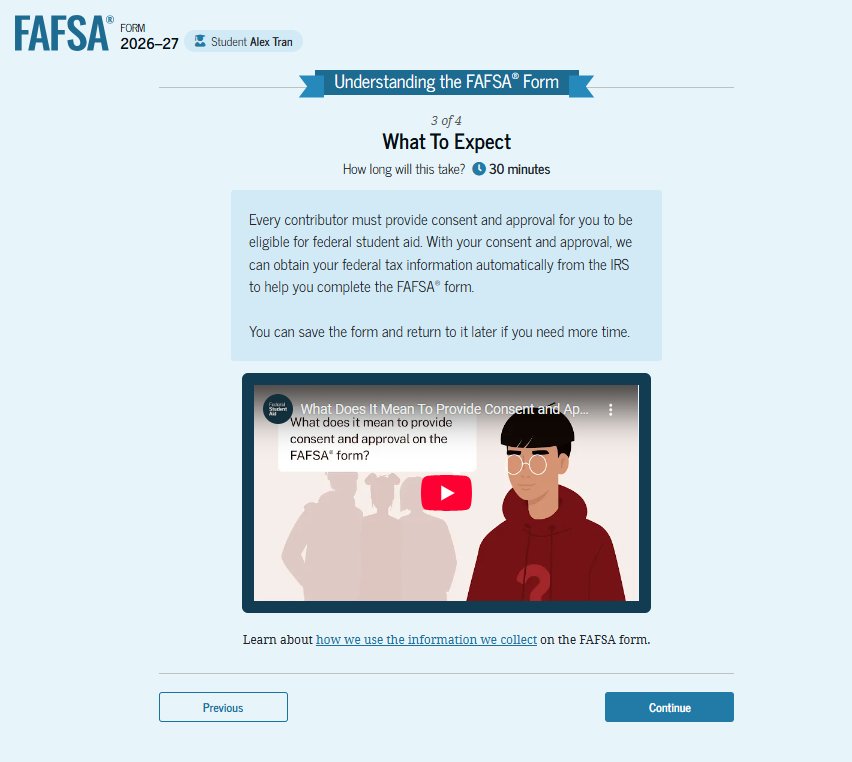 FAFSA® FORM
2026–27
Student Alex Tran
Understanding the FAFSA® Form
3 of 4
What To Expect
How long will this take? 30 minutes
Every contributor must provide consent and approval for you to be
eligible for federal student aid. With your consent and approval, we
can obtain your federal tax information automatically from the IRS
to help you complete the FAFSA® form.
You can save the form and return to it later if you need more time.
Federal
Student
Aid
What Does It Mean To Provide Consent and Ap...
What does it mean to provide
consent and approval on the
FAFSA® form?
?
Learn about how we use the information we collect on the FAFSA form.
Previous
Continue